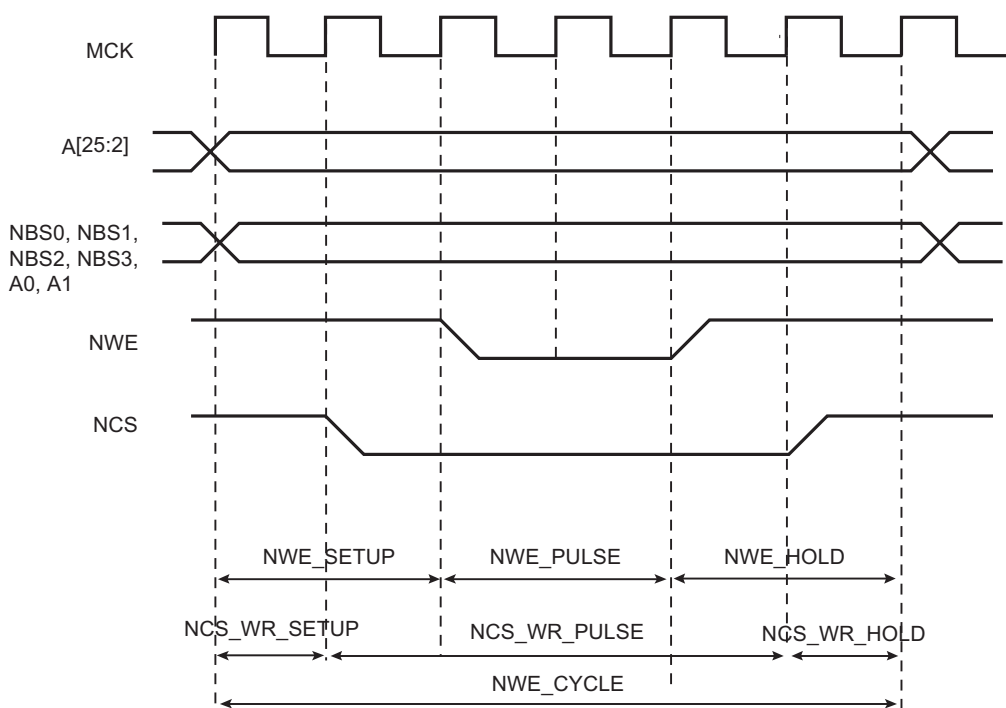 MCK
A[25:2]
NBS0, NBS1,
NBS2, NBS3,
A0, A1
NWE
NCS
NWE_SETUP NWE_PULSE NWE_HOLD
NCS_WR_SETUP NCS_WR_PULSE NCS_WR_HOLD
NWE_CYCLE